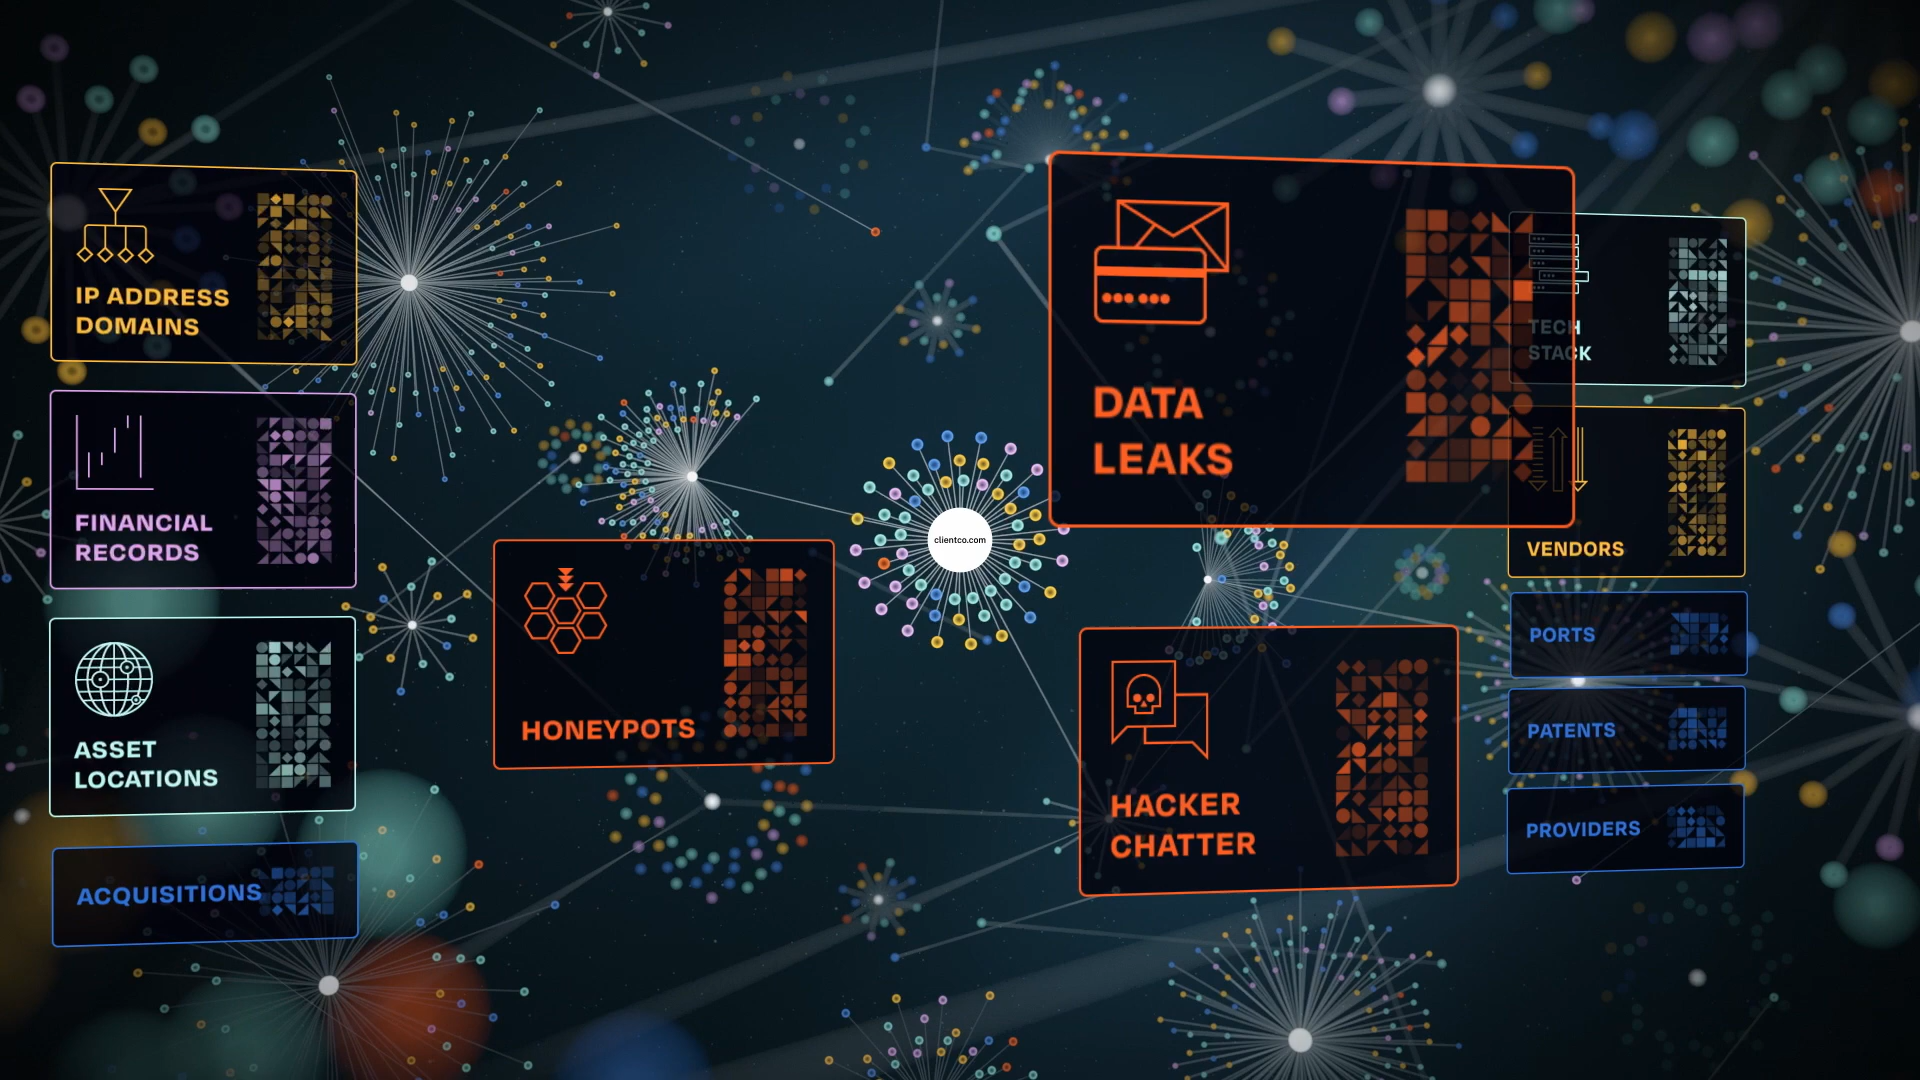 IP ADDRESS
DOMAINS
FINANCIAL
RECORDS
ASSET
LOCATIONS
ACQUISITIONS
HONEYPOTS
clientco.com
DATA
LEAKS
HACKER
CHATTER
TECH
STACK
VENDORS
PORTS
PATENTS
PROVIDERS